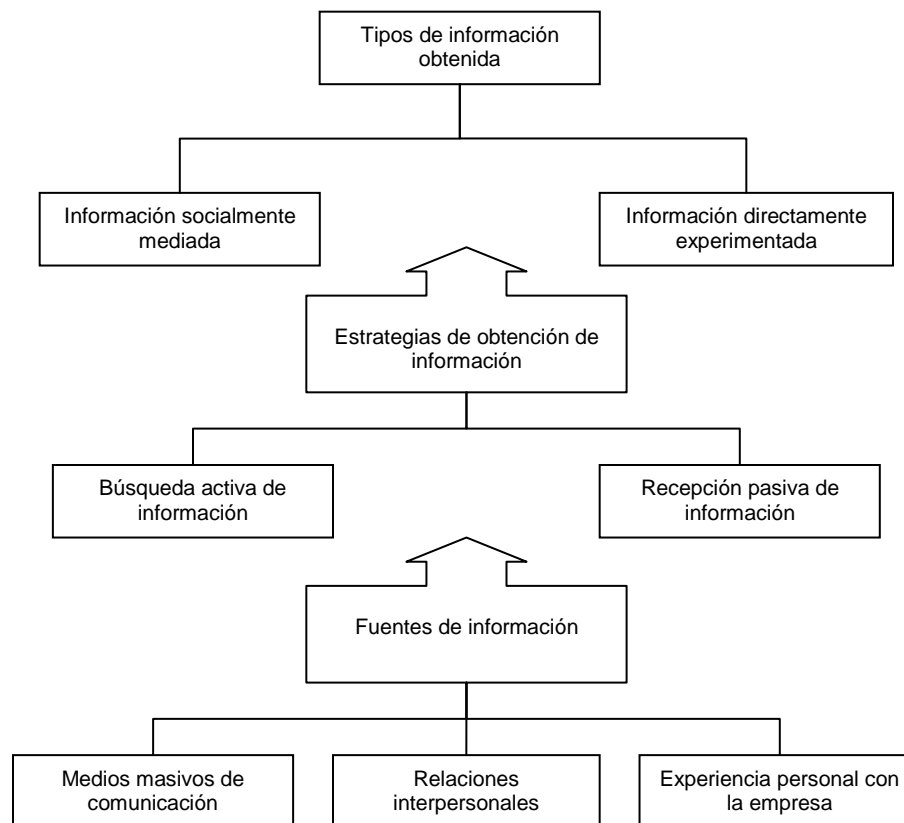 Tipos de información
obtenida
Información socialmente
mediada
Información directamente
experimentada
Estrategias de obtención de
información
Búsqueda activa de
información
Recepción pasiva de
información
Fuentes de información
Medios masivos de
comunicación
Relaciones
interpersonales
Experiencia personal con
la empresa